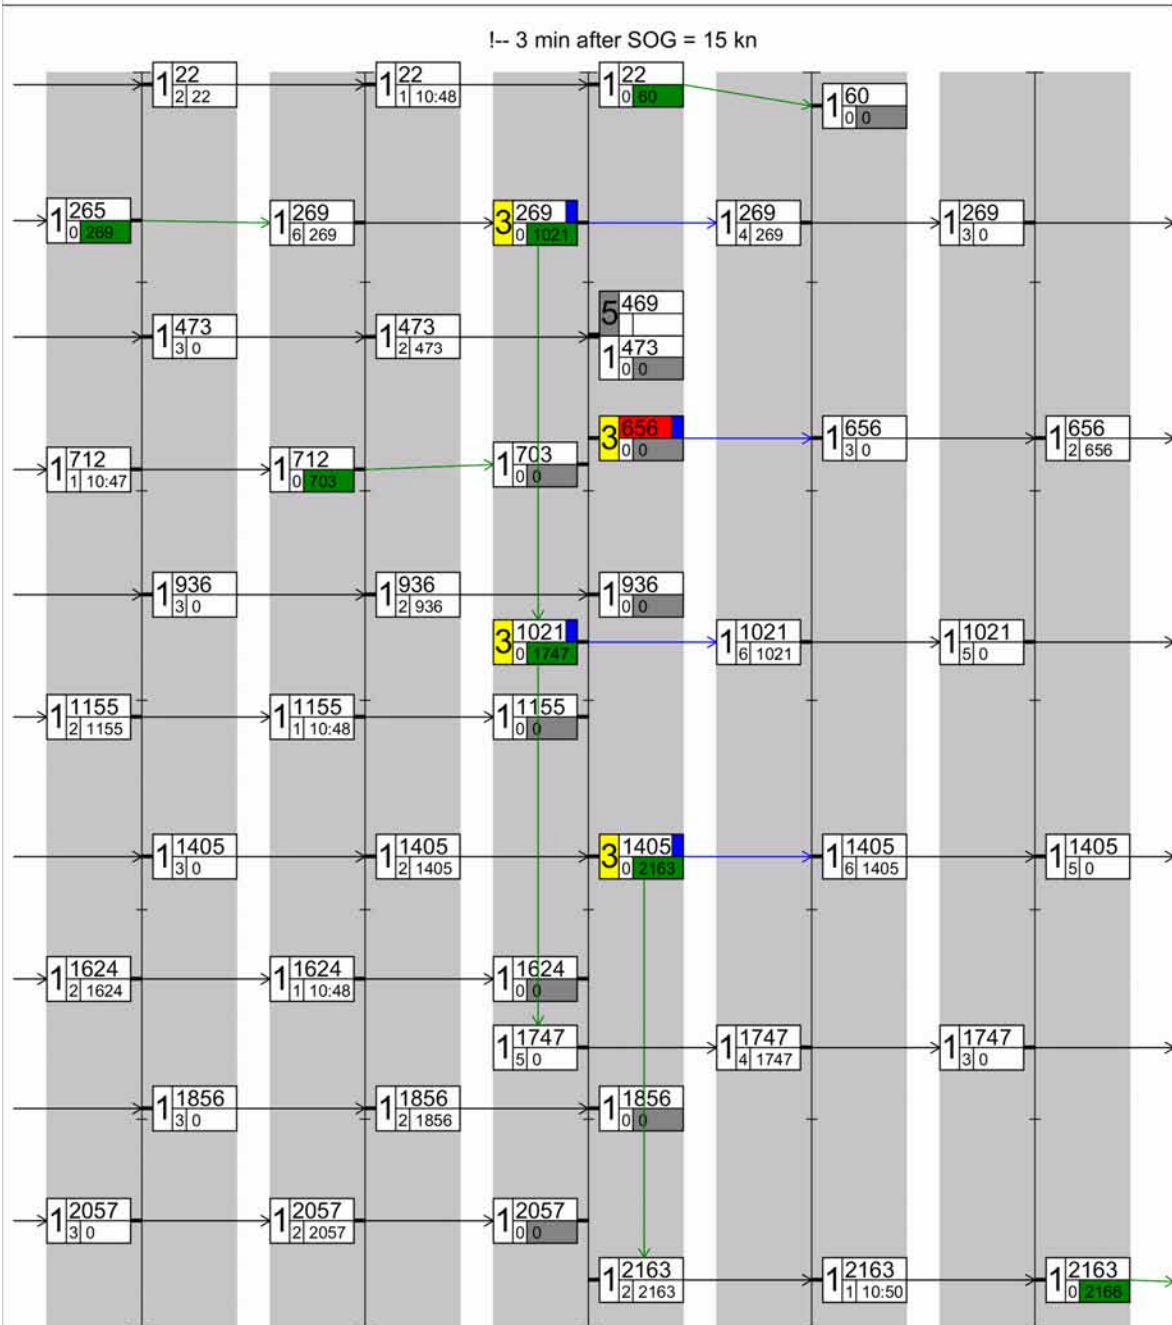 !-- 3 min after SOG = 15 kn
1 22 2 22
1 22 1 10:48
1 22 0 60
1 60 0 0
1 265 0 269
1 269 6 269
3 269 0 1021
1 269 4 269
1 269 3 0
1 473 3 0
1 473 2 473
5 469
1 473 0 0
3 656 0 0
1 656 3 0
1 656 2 656
1 712 1 10:47
1 712 0 703
1 703 0 0
1 936 3 0
1 936 2 936
1 936 0 0
3 1021 0 1747
1 1021 6 1021
1 1021 5 0
1 1155 2 1155
1 1155 1 10:48
1 1155 0 0
1 1405 3 0
1 1405 2 1405
3 1405 0 2163
1 1405 6 1405
1 1405 5 0
1 1624 2 1624
1 1624 1 10:48
1 1624 0 0
1 1747 5 0
1 1747 4 1747
1 1747 3 0
1 1856 3 0
1 1856 2 1856
1 1856 0 0
1 2057 3 0
1 2057 2 2057
1 2057 0 0
1 2163 2 2163
1 2163 1 10:50
1 2163 0 2166